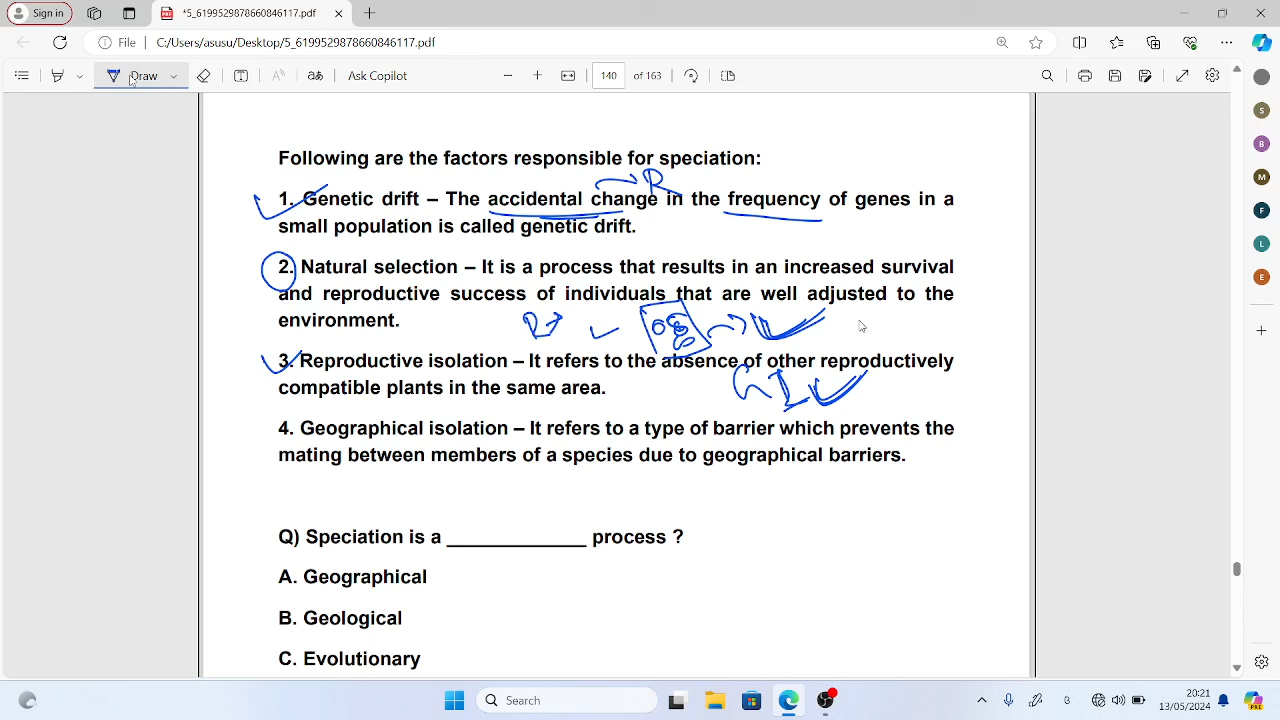 Sign in
*5_6199529878660846117.pdf
File
C:/Users/asusu/Desktop/5_6199529878660846117.pdf
Draw
Ask Copilot
140 of 163
Following are the factors responsible for speciation:
R
1. Genetic drift – The accidental change in the frequency of genes in a
small population is called genetic drift.
2. Natural selection – It is a process that results in an increased survival
and reproductive success of individuals that are well adjusted to the
environment.
3. Reproductive isolation – It refers to the absence of other reproductively
compatible plants in the same area.
4. Geographical isolation – It refers to a type of barrier which prevents the
mating between members of a species due to geographical barriers.
Q) Speciation is a _____________ process ?
A. Geographical
B. Geological
C. Evolutionary
S
B
M
F
L
E
Search
2021
13/05/2024